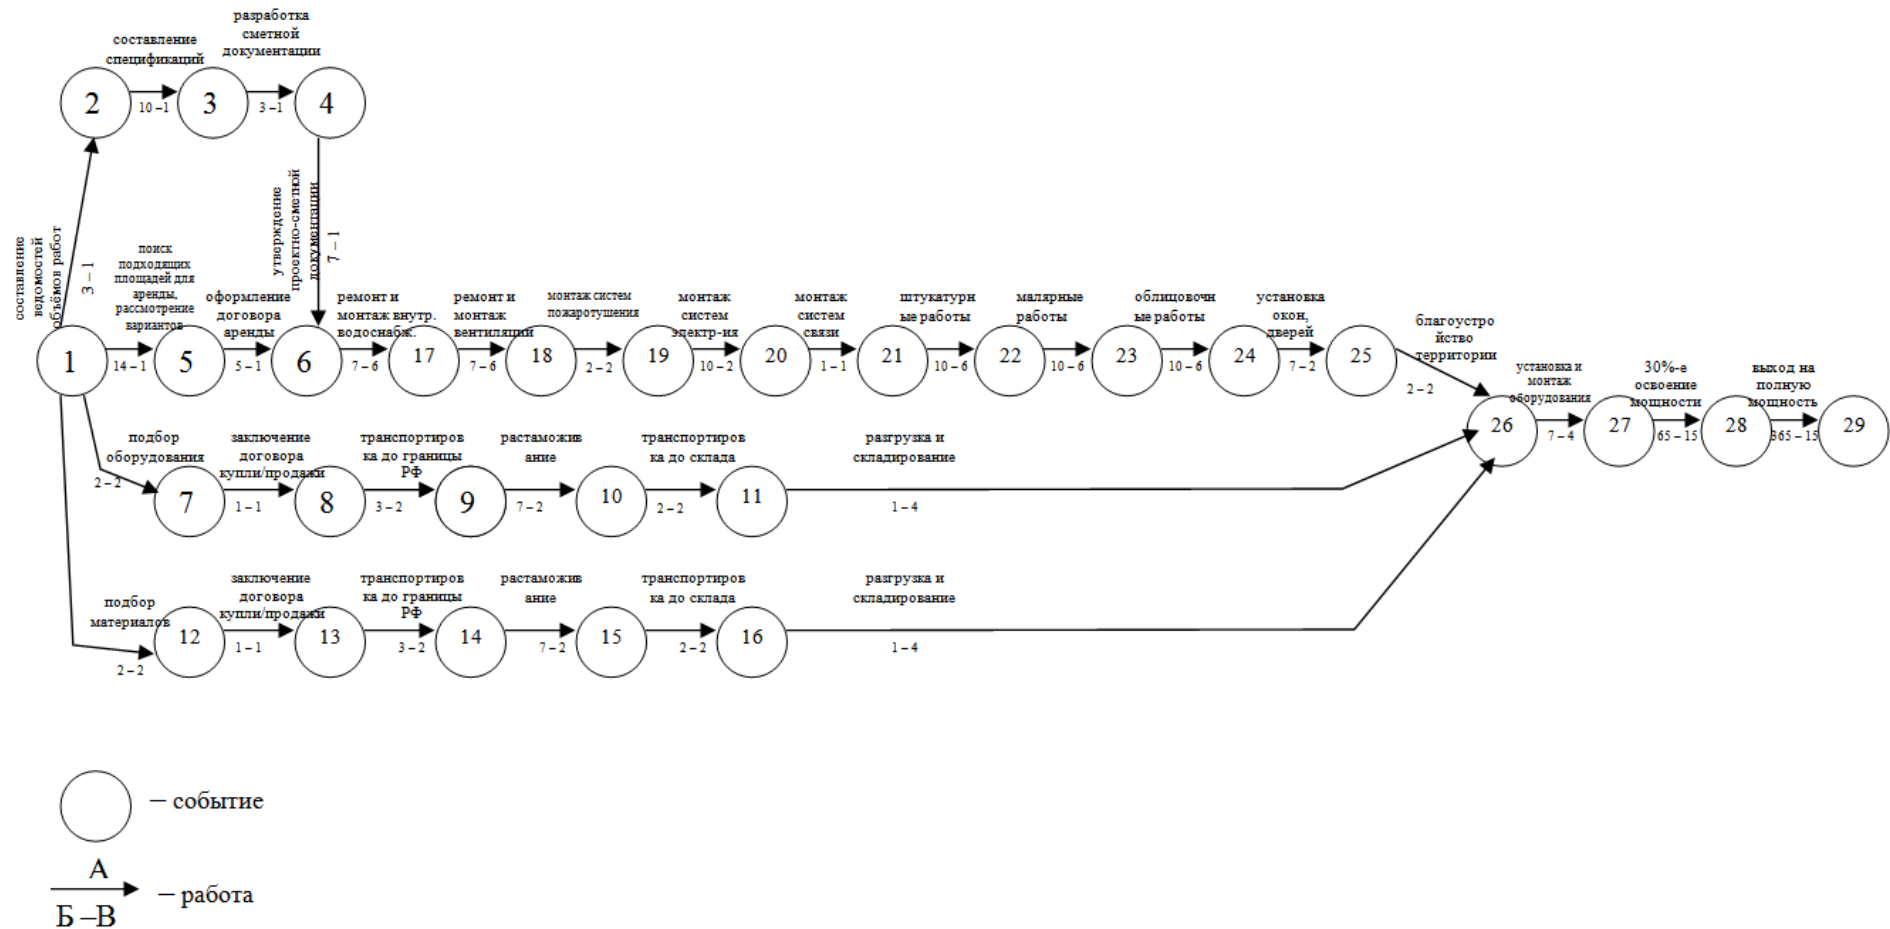 разработка
сметной
документации
составление
спецификаций
2
10 –1
3
3 –1
4
утверждение
проектно-сметной
документации
7 – 1
составление
ведомостей
объёмов работ
3 – 1
поиск
подходящих
площадей для
аренды,
рассмотрение
вариантов
оформление
договора
аренды
ремонт и
монтаж внутр.
водоснабж.
ремонт и
монтаж
вентиляции
монтаж систем
пожаротушения
монтаж
систем
электр-ия
монтаж
систем
связи
штукатурн
ые работы
малярные
работы
облицовочн
ые работы
установка
окон,
дверей
благоустро
йство
территории
1
14 – 1
5
5 –1
6
7 – 6
17
7 – 6
18
2 – 2
19
10 – 2
20
1 – 1
21
10 – 6
22
10 – 6
23
10 – 6
24
7 – 2
25
2 – 2
установка и
монтаж
оборудования
30%-е
освоение
мощности
выход на
полную
мощность
26
7 – 4
27
65 – 15
28
365 – 15
29
подбор
оборудования
заключение
договора
купли/продажи
транспортиров
ка до границы
РФ
растаможив
ание
транспортиров
ка до склада
разгрузка и
складирование
2 – 2
7
1 – 1
8
3 – 2
9
7 – 2
10
2 – 2
11
1 – 4
подбор
материалов
заключение
договора
купли/продажи
транспортиров
ка до границы
РФ
растаможив
ание
транспортиров
ка до склада
разгрузка и
складирование
2 – 2
12
1 – 1
13
3 – 2
14
7 – 2
15
2 – 2
16
1 – 4
– событие
А
Б –В
– работа